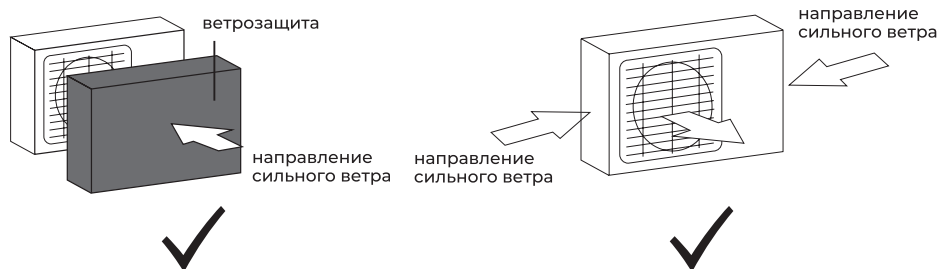 ветрозащита
направление
сильного ветра
направление
сильного ветра
направление
сильного ветра